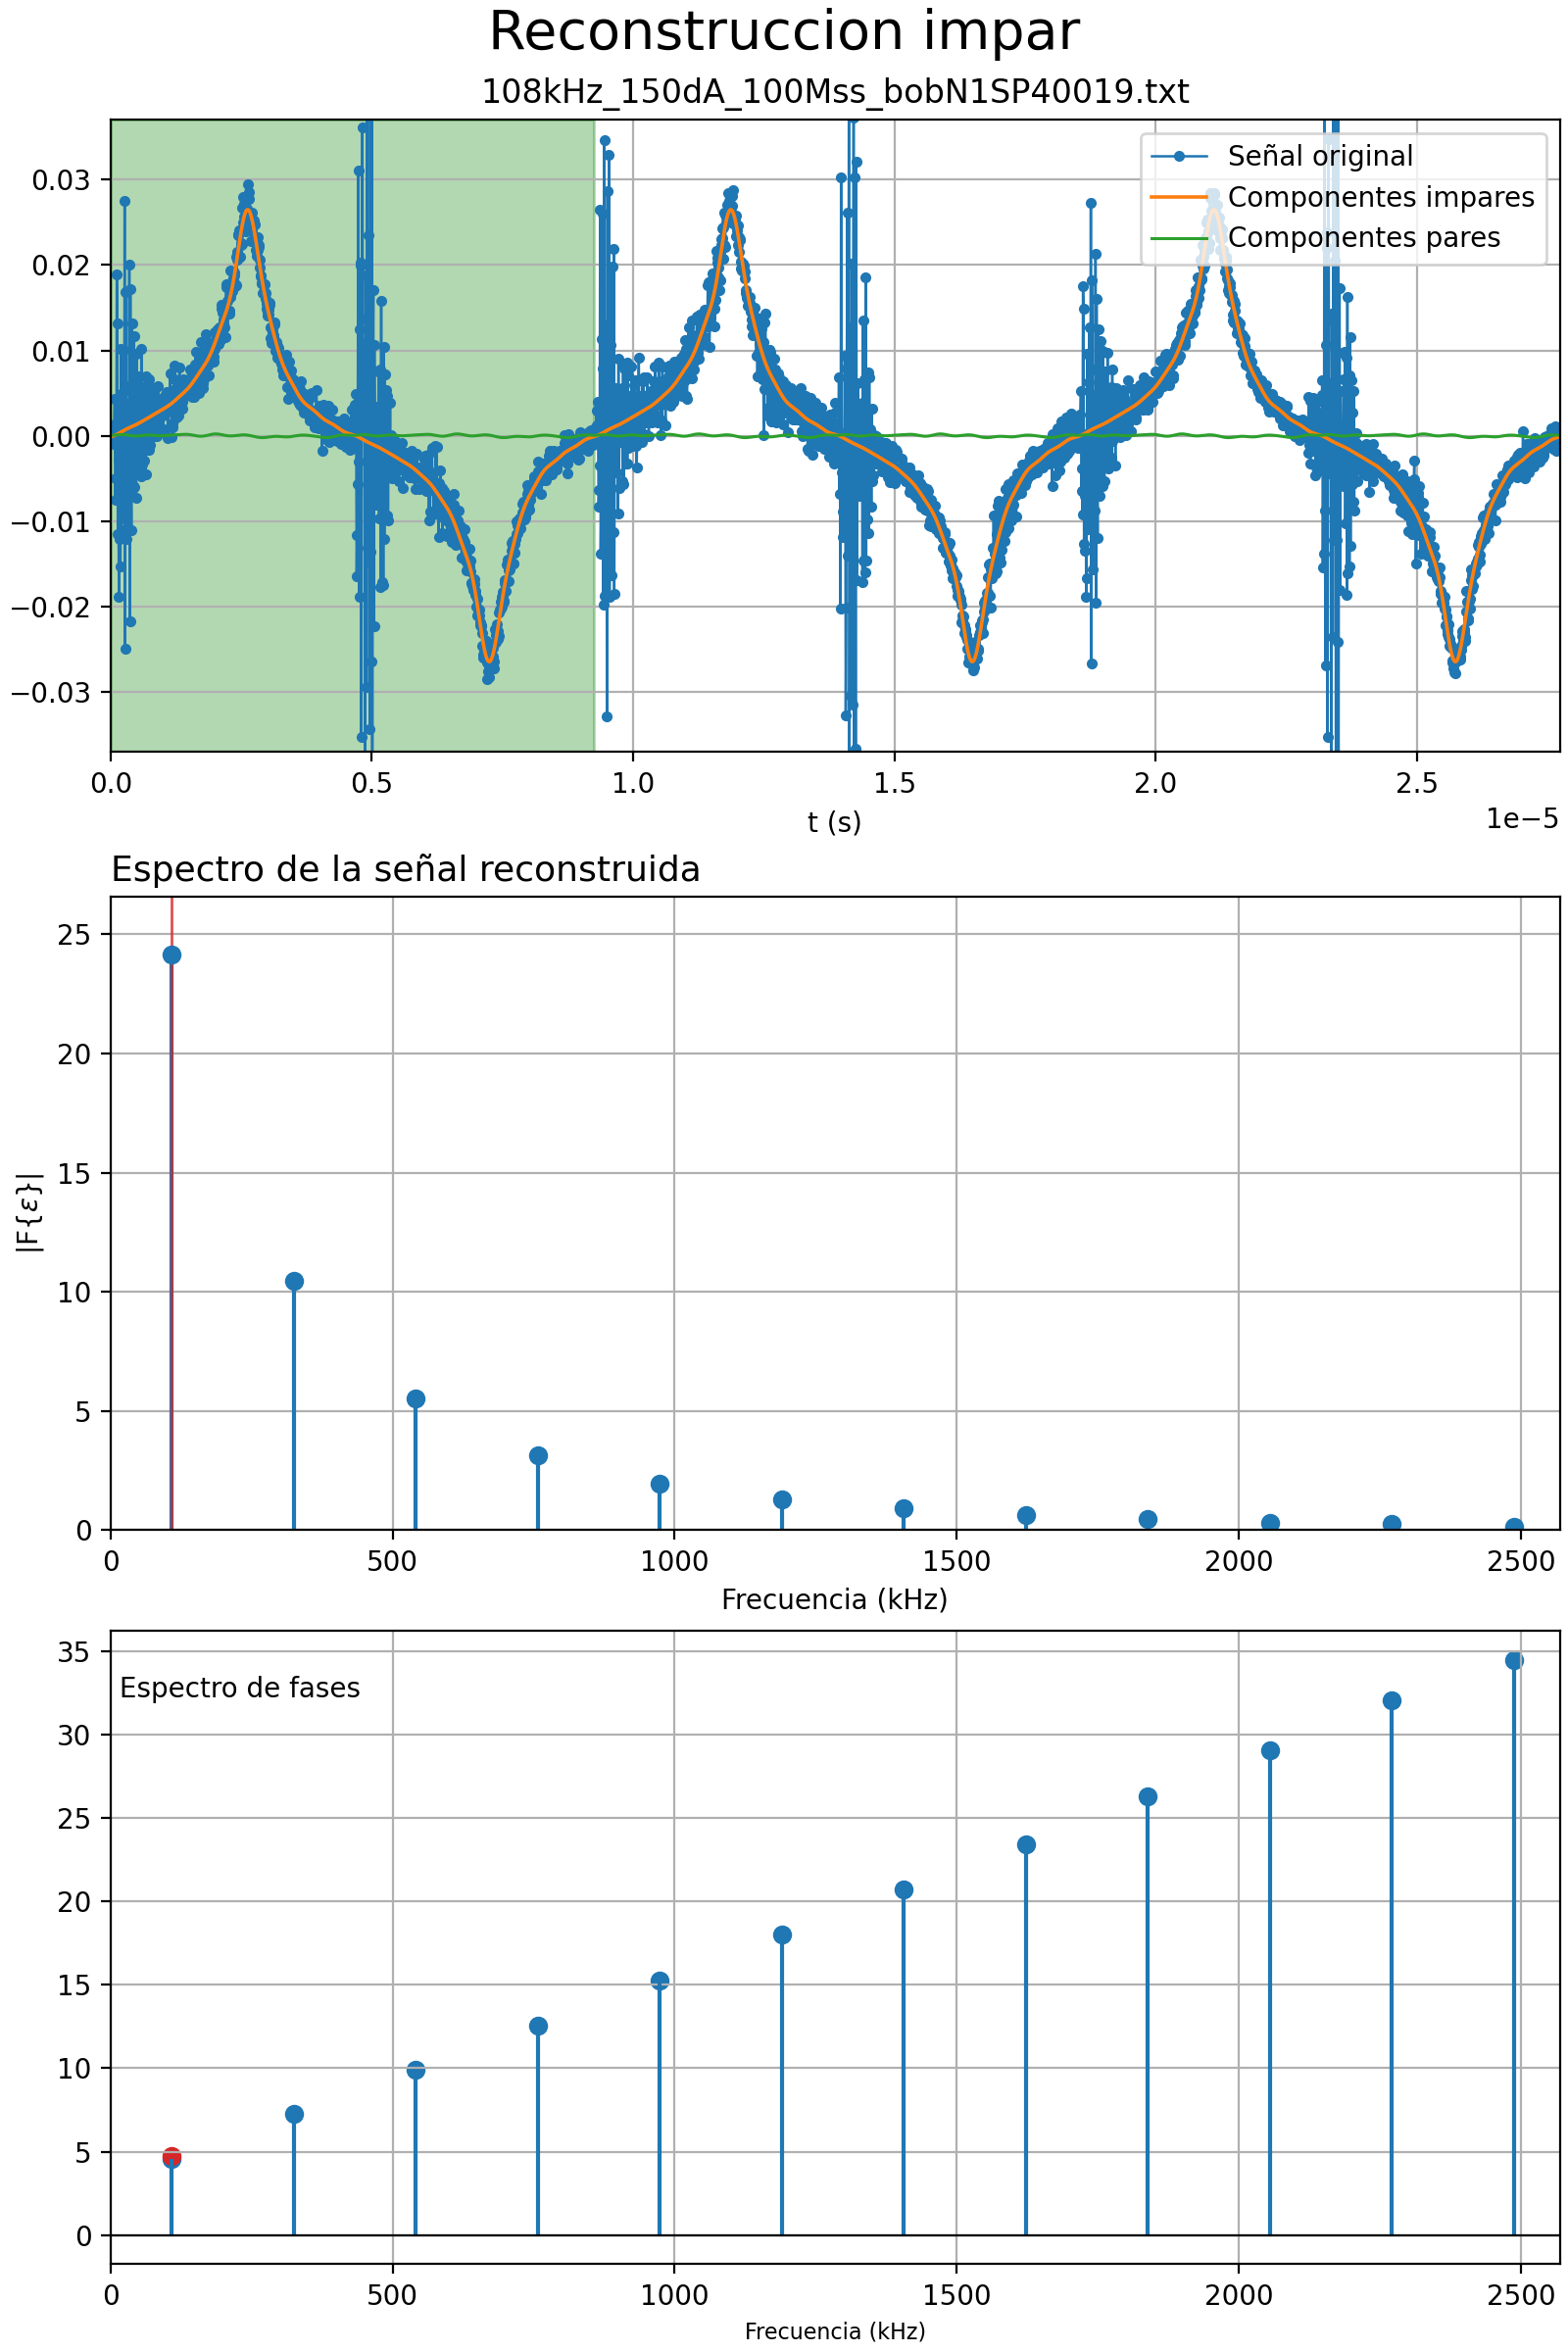 Reconstruccion impar
108kHz_150dA_100Mss_bobN1SP40019.txt
Señal original
Componentes impares
Componentes pares
0.03
0.02
0.01
0.00
−0.01
−0.02
−0.03
0.0 0.5 1.0 1.5 2.0 2.5
1e−5
t (s)
Espectro de la señal reconstruida
25
20
15
10
5
0
|F{ε}|
0 500 1000 1500 2000 2500
Frecuencia (kHz)
35
Espectro de fases
30
25
20
15
10
5
0
0 500 1000 1500 2000 2500
Frecuencia (kHz)